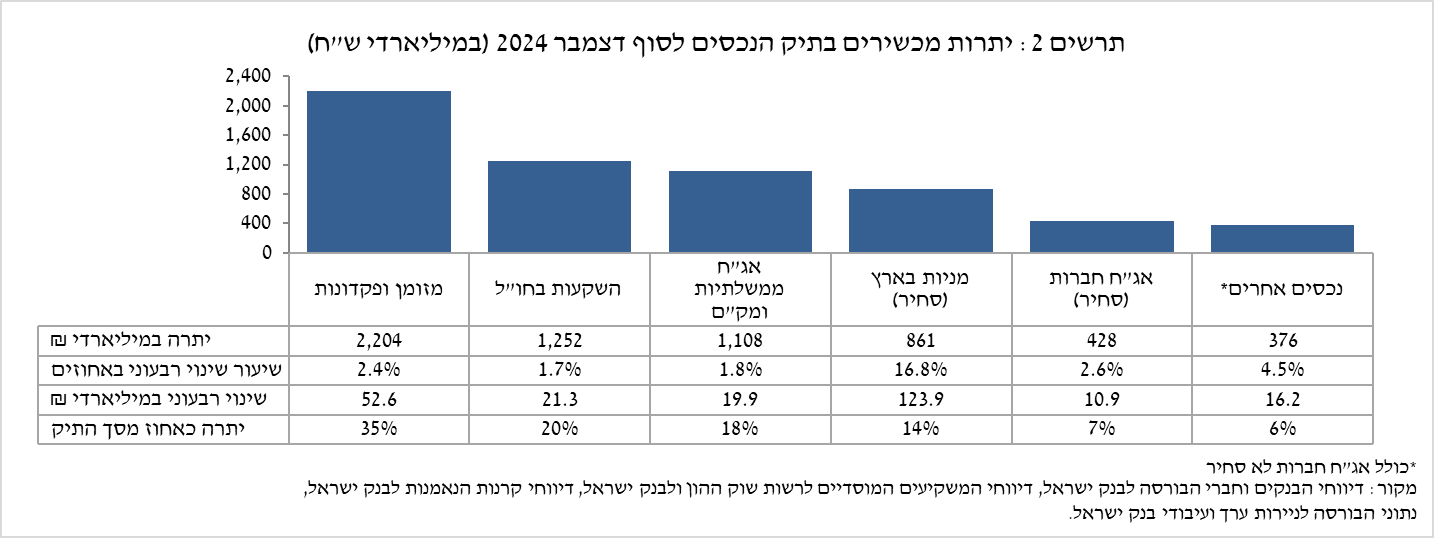 תרשים 2 : יתרות מכשירים בתיק הנכסים לסוף דצמבר 2024 (במיליארדי ש"ח)
2,400
2,000
1,600
1,200
800
400
0
מזומן ופקדונות
השקעות בחו"ל
אג"ח
ממשלתיות
ומק"ם
מניות בארץ
(סחיר)
אג"ח חברות
(סחיר)
נכסים אחרים*
יתרה במיליארדי ₪ 2,204 1,252 1,108 861 428 376
שיעור שינוי רבעוני באחוזים 2.4% 1.7% 1.8% 16.8% 2.6% 4.5%
שינוי רבעוני במיליארדי ₪ 52.6 21.3 19.9 123.9 10.9 16.2
יתרה כאחוז מסך התיק 35% 20% 18% 14% 7% 6%
*כולל אג"ח חברות לא סחיר
מקור : דיווחי הבנקים וחברי הבורסה לבנק ישראל, דיווחי המשקיעים המוסדיים לרשות שוק ההון ולבנק ישראל, דיווחי קרנות הנאמנות לבנק ישראל,
נתוני הבורסה לניירות ערך ועיבודי בנק ישראל.